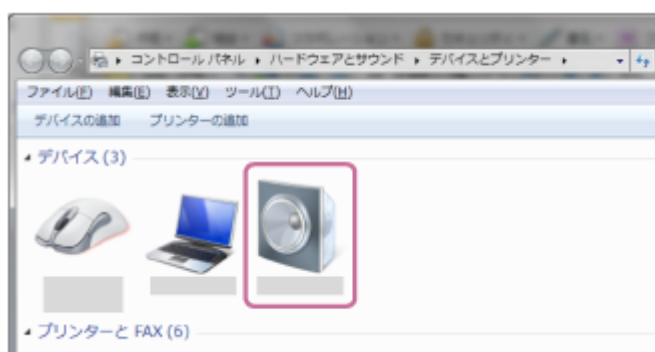 コントロール パネル ▸ ハードウェアとサウンド ▸ デバイスとプリンター ▸
ファイル(F) 編集(E) 表示(V) ツール(T) ヘルプ(H)
デバイスの追加 プリンターの追加
デバイス (3)
プリンターと FAX (6)